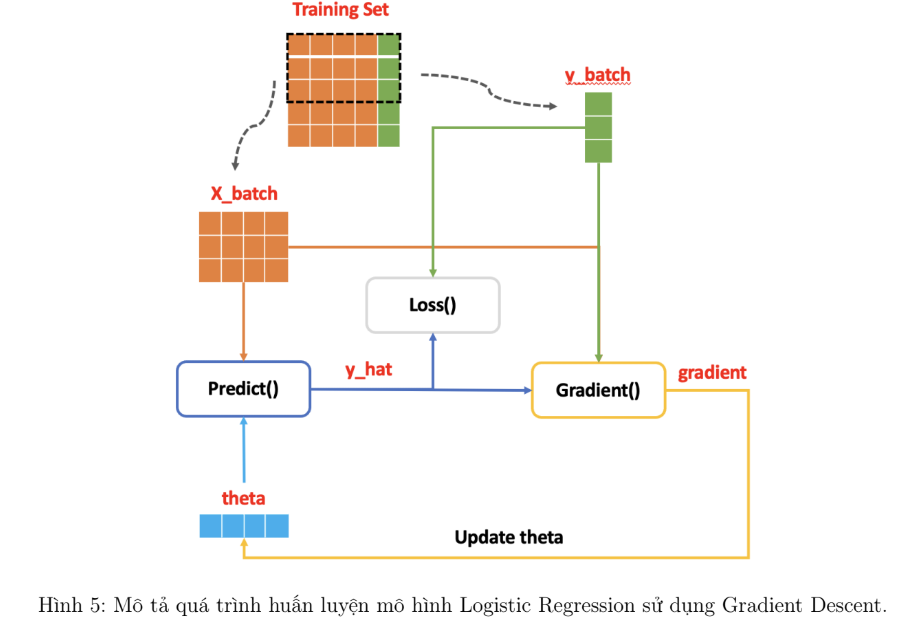 Training Set
y_batch
X_batch
Loss()
y_hat
Predict()
Gradient()
gradient
theta
Update theta
Hình 5: Mô tả quá trình huấn luyện mô hình Logistic Regression sử dụng Gradient Descent.